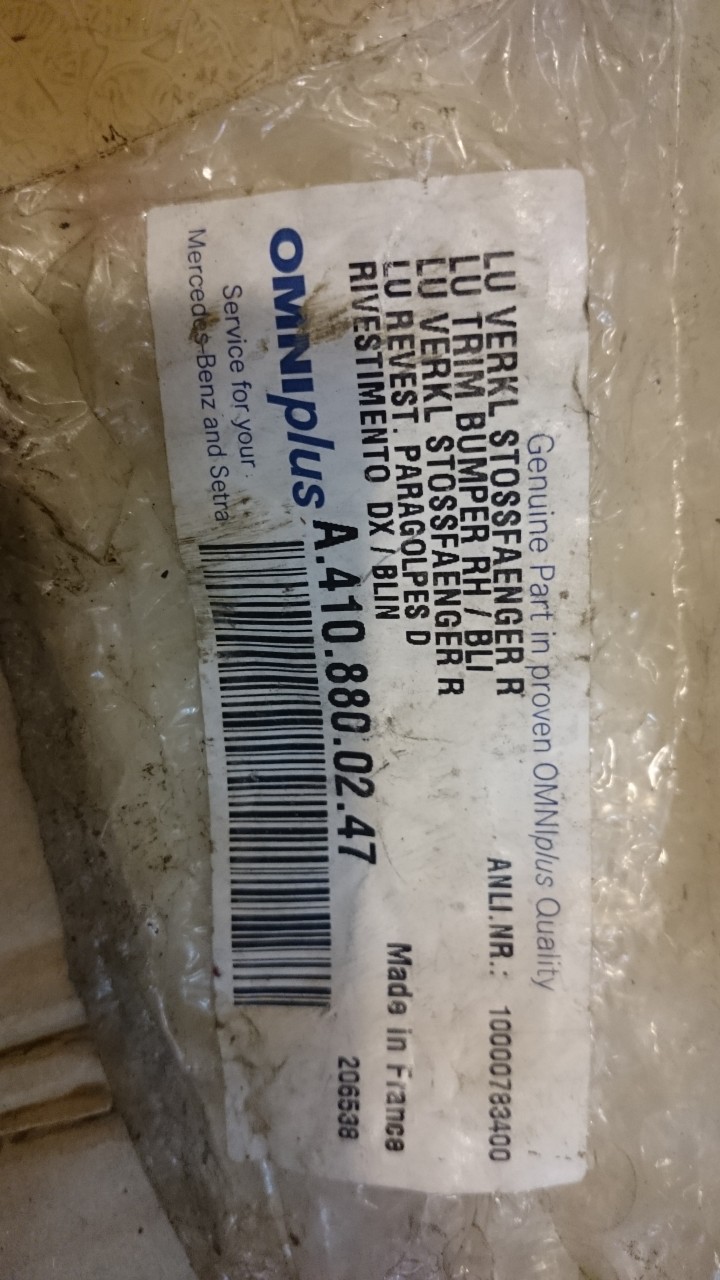 Genuine Part in proven OMNIplus Quality
LU VERKL STOSSFAENGER R
LU TRIM BUMPER RH / BLI
LU VERKL STOSSFAENGER R
LU REVEST. PARAGOLPES D
RIVESTIMENTO DX / BLIN
ANLI.NR.: 10000783400
Made in France
206538
A.410.880.02.47
OMNIplus
Service for your
Mercedes-Benz and Setra